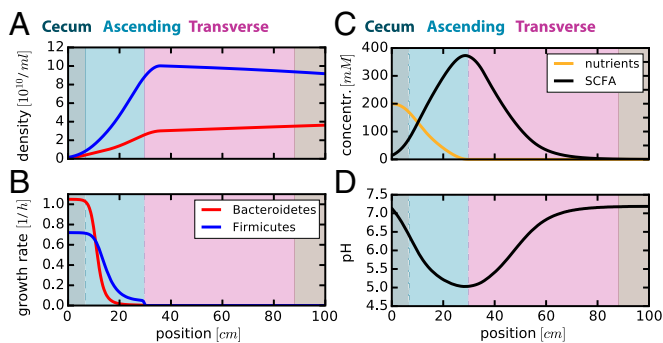 Cecum Ascending Transverse
A
density [10^10/ml]
12
10
8
6
4
2
0
B
growth rate [1/h]
1.0
0.8
0.6
0.4
0.2
0.0
Bacteroidetes
Firmicutes
0 20 40 60 80 100
position [cm]
Cecum Ascending Transverse
C
concentr. [mM]
400
300
200
100
0
nutrients
SCFA
D
pH
7.5
7.0
6.5
6.0
5.5
5.0
4.5
0 20 40 60 80 100
position [cm]